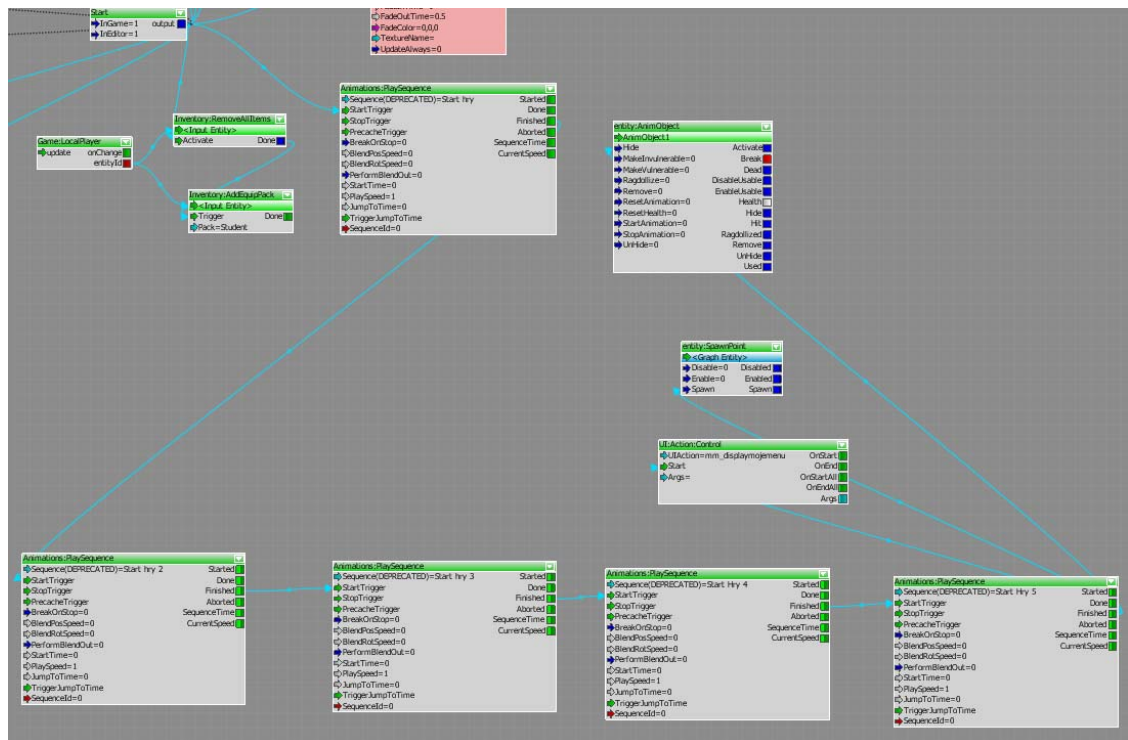 Start
InGame=1 output
InEditor=1
FadeOutTime=0.5
FadeColor=0,0,0
TextureName=
UpdateAlways=0
Animations:PlaySequence
Sequence(DEPRECATED)=Start hry Started
StartTrigger Done
StopTrigger Finished
PrecacheTrigger Aborted
BreakOnStop=0 SequenceTime
BlendPosSpeed=0 CurrentSpeed
BlendRotSpeed=0
PerformBlendOut=0
StartTime=0
PlaySpeed=1
JumpToTime=0
TriggerJumpToTime
SequenceId=0
Inventory:RemoveAllItems
<Input Entity>
Activate Done
Game:LocalPlayer
update onChange
entityId
Inventory:AddEquipPack
<Input Entity>
Trigger Done
Pack=Student
entity:AnimObject
AnimObject1
Hide Activate
MakeInvulnerable=0 Break
MakeVulnerable=0 Dead
Ragdollize=0 DisableUsable
Remove=0 EnableUsable
ResetAnimation=0 Health
ResetHealth=0 Hide
StartAnimation=0 Hit
StopAnimation=0 Ragdollized
UnHide=0 Remove
UnHide
Used
entity:SpawnPoint
<Graph Entity>
Disable=0 Disabled
Enable=0 Enabled
Spawn Spawn
UI:Action:Control
UIAction=mm_displaymojemenu OnStart
Start OnEnd
Args= OnStartAll
OnEndAll
Args
Animations:PlaySequence
Sequence(DEPRECATED)=Start hry 2 Started
StartTrigger Done
StopTrigger Finished
PrecacheTrigger Aborted
BreakOnStop=0 SequenceTime
BlendPosSpeed=0 CurrentSpeed
BlendRotSpeed=0
PerformBlendOut=0
StartTime=0
PlaySpeed=1
JumpToTime=0
TriggerJumpToTime
SequenceId=0
Animations:PlaySequence
Sequence(DEPRECATED)=Start hry 3 Started
StartTrigger Done
StopTrigger Finished
PrecacheTrigger Aborted
BreakOnStop=0 SequenceTime
BlendPosSpeed=0 CurrentSpeed
BlendRotSpeed=0
PerformBlendOut=0
StartTime=0
PlaySpeed=1
JumpToTime=0
TriggerJumpToTime
SequenceId=0
Animations:PlaySequence
Sequence(DEPRECATED)=Start Hry 4 Started
StartTrigger Done
StopTrigger Finished
PrecacheTrigger Aborted
BreakOnStop=0 SequenceTime
BlendPosSpeed=0 CurrentSpeed
BlendRotSpeed=0
PerformBlendOut=0
StartTime=0
PlaySpeed=1
JumpToTime=0
TriggerJumpToTime
SequenceId=0
Animations:PlaySequence
Sequence(DEPRECATED)=Start Hry 5 Started
StartTrigger Done
StopTrigger Finished
PrecacheTrigger Aborted
BreakOnStop=0 SequenceTime
BlendPosSpeed=0 CurrentSpeed
BlendRotSpeed=0
PerformBlendOut=0
StartTime=0
PlaySpeed=1
JumpToTime=0
TriggerJumpToTime
SequenceId=0